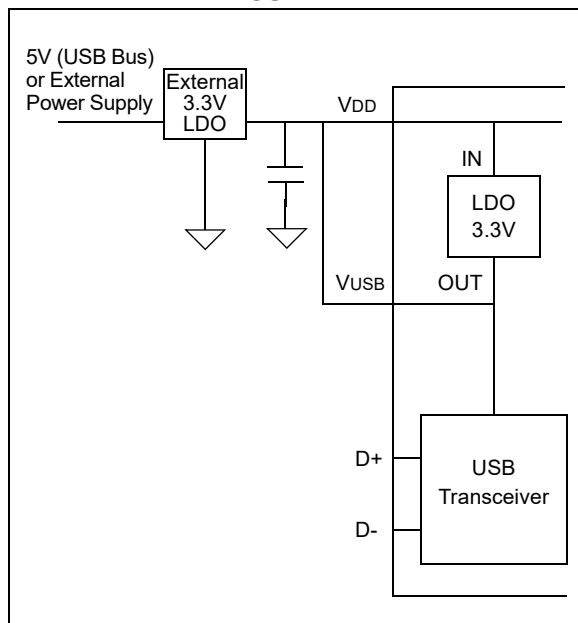 5V (USB Bus)
or External
Power Supply
External
3.3V
LDO
VDD
IN
LDO
3.3V
VUSB
OUT
D+
D-
USB
Transceiver